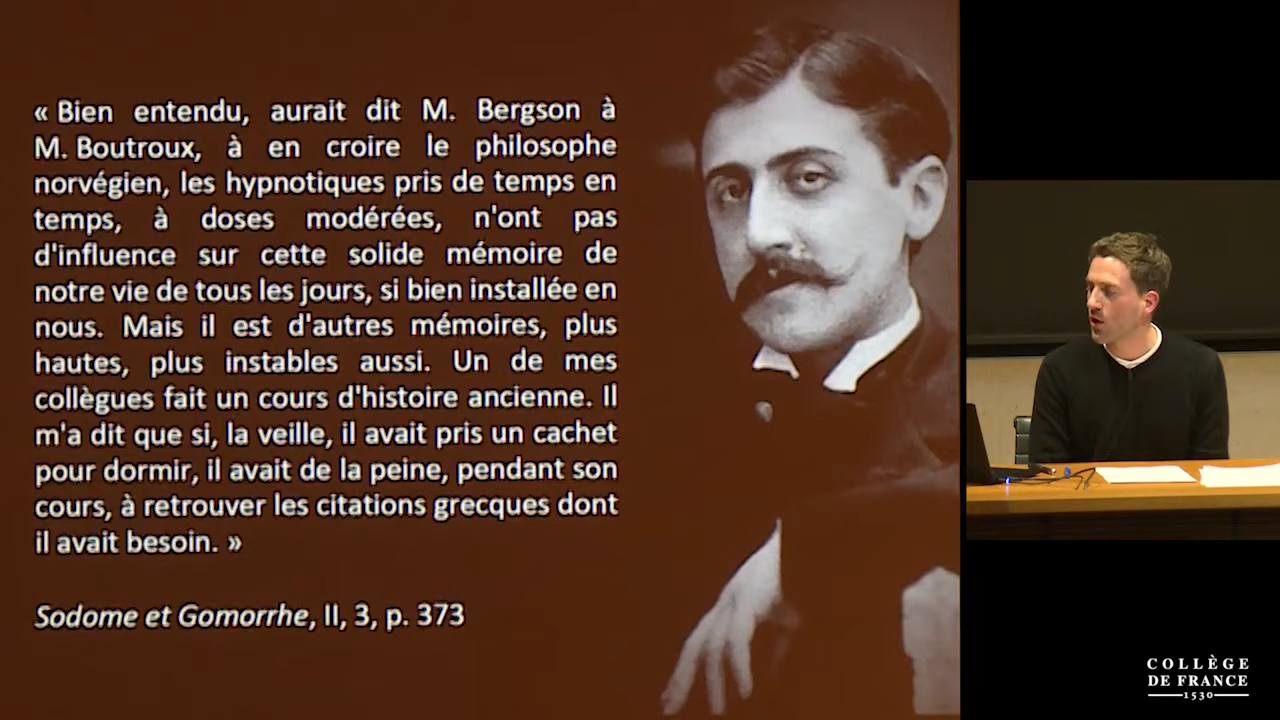 « Bien entendu, aurait dit M. Bergson à
M. Boutroux, à en croire le philosophe
norvégien, les hypnotiques pris de temps en
temps, à doses modérées, n'ont pas
d'influence sur cette solide mémoire de
notre vie de tous les jours, si bien installée en
nous. Mais il est d'autres mémoires, plus
hautes, plus instables aussi. Un de mes
collègues fait un cours d'histoire ancienne. Il
m'a dit que si, la veille, il avait pris un cachet
pour dormir, il avait de la peine, pendant son
cours, à retrouver les citations grecques dont
il avait besoin. »
Sodome et Gomorrhe, II, 3, p. 373
COLLÈGE
DE FRANCE
1530